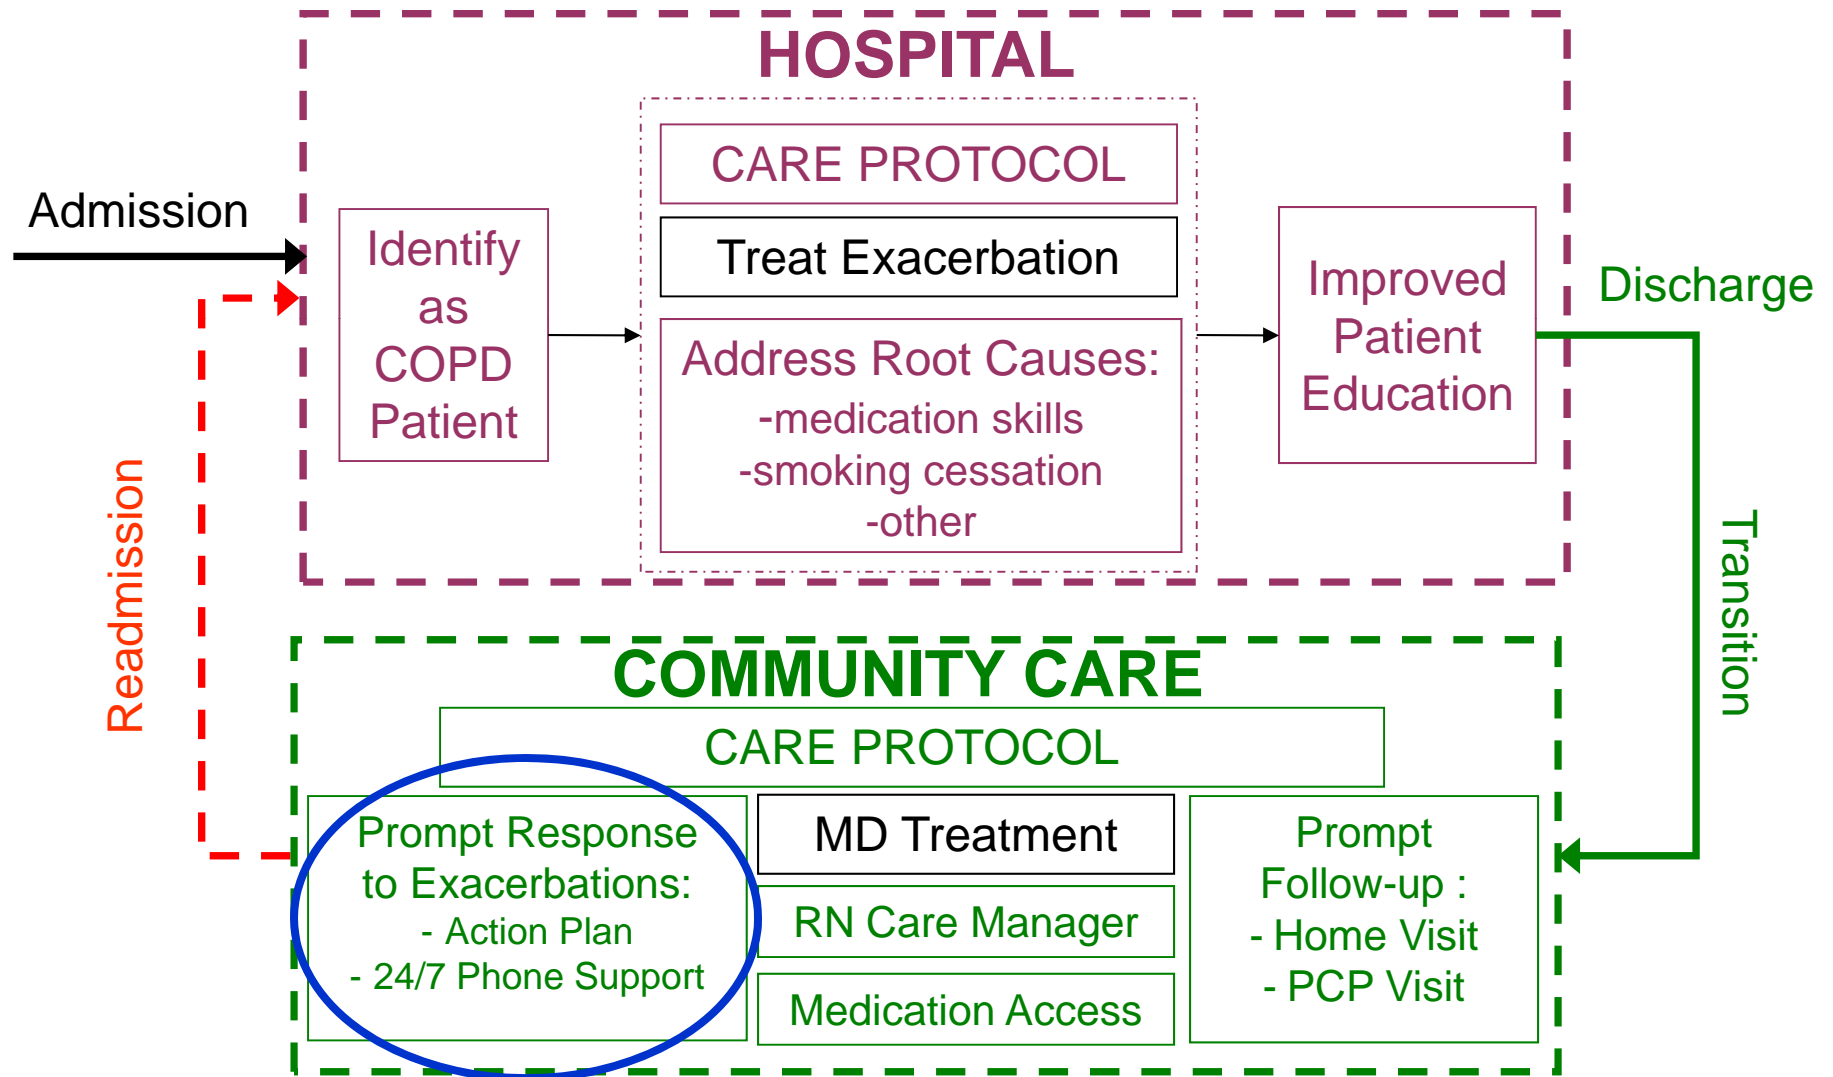 HOSPITAL
Admission
Identify
as
COPD
Patient
CARE PROTOCOL
Treat Exacerbation
Address Root Causes:
-medication skills
-smoking cessation
-other
Improved
Patient
Education
Discharge
Transition
Readmission
COMMUNITY CARE
CARE PROTOCOL
Prompt Response
to Exacerbations:
- Action Plan
- 24/7 Phone Support
MD Treatment
RN Care Manager
Medication Access
Prompt
Follow-up :
- Home Visit
- PCP Visit